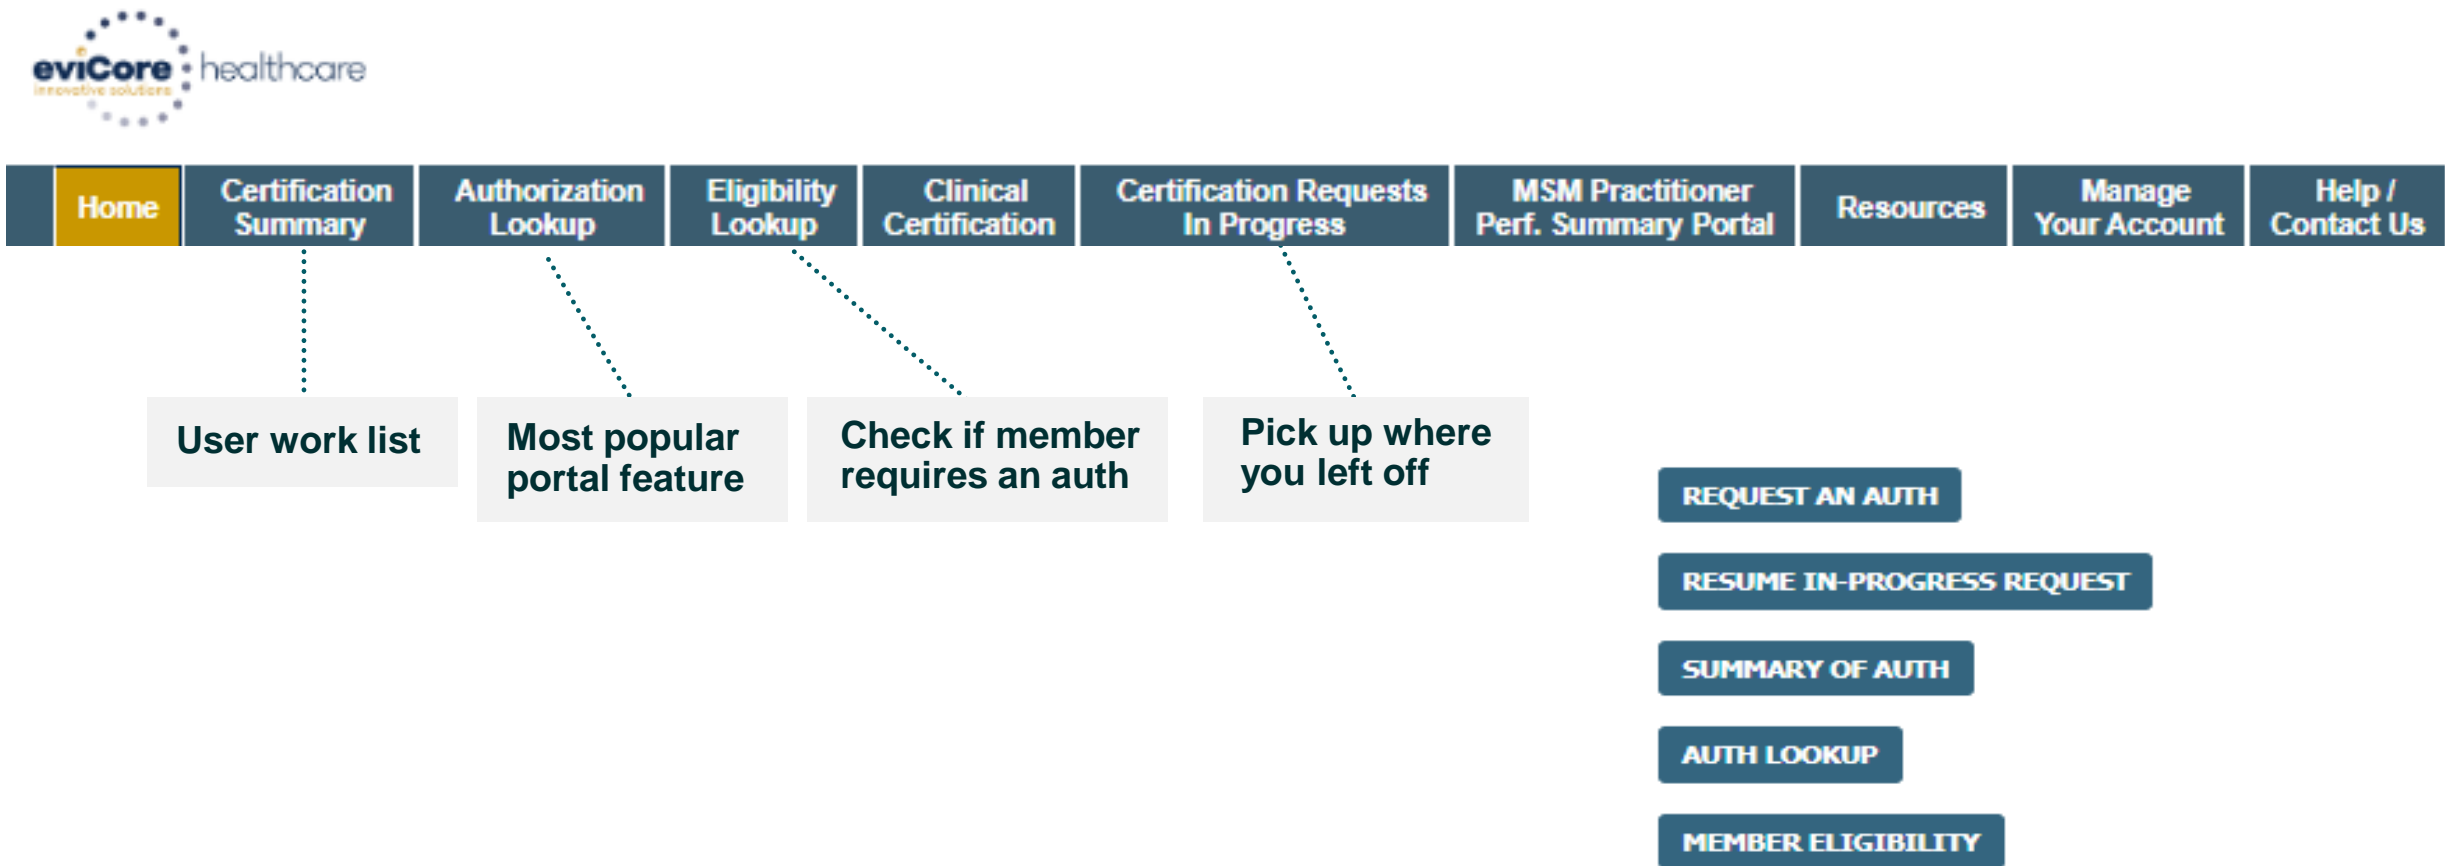 eviCore healthcare
innovative solutions
Home
Certification
Summary
Authorization
Lookup
Eligibility
Lookup
Clinical
Certification
Certification Requests
In Progress
MSM Practitioner
Perf. Summary Portal
Resources
Manage
Your Account
Help /
Contact Us
User work list
Most popular
portal feature
Check if member
requires an auth
Pick up where
you left off
REQUEST AN AUTH
RESUME IN-PROGRESS REQUEST
SUMMARY OF AUTH
AUTH LOOKUP
MEMBER ELIGIBILITY